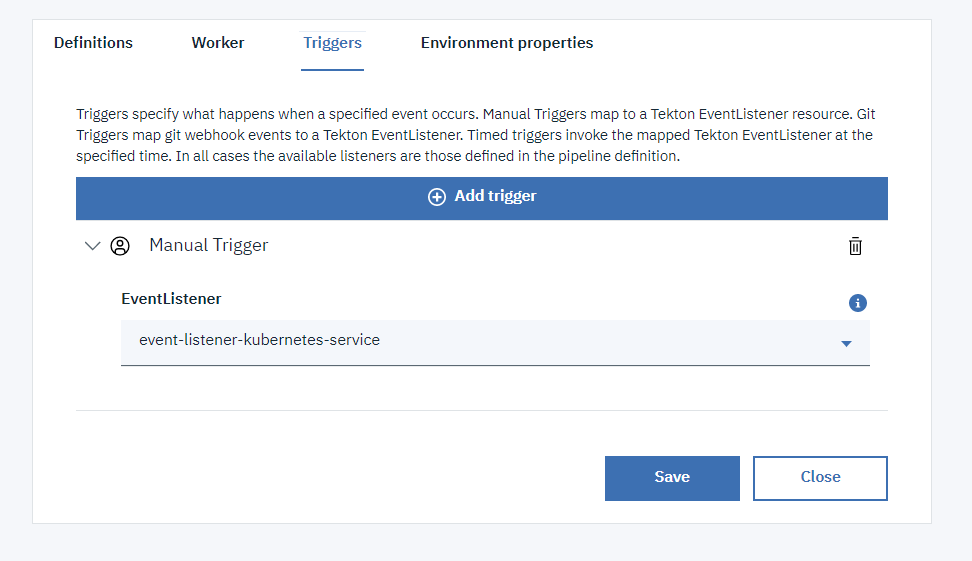 Definitions Worker Triggers Environment properties
Triggers specify what happens when a specified event occurs. Manual Triggers map to a Tekton EventListener resource. Git
Triggers map git webhook events to a Tekton EventListener. Timed triggers invoke the mapped Tekton EventListener at the
specified time. In all cases the available listeners are those defined in the pipeline definition.
Add trigger
Manual Trigger
EventListener
event-listener-kubernetes-service
Save Close